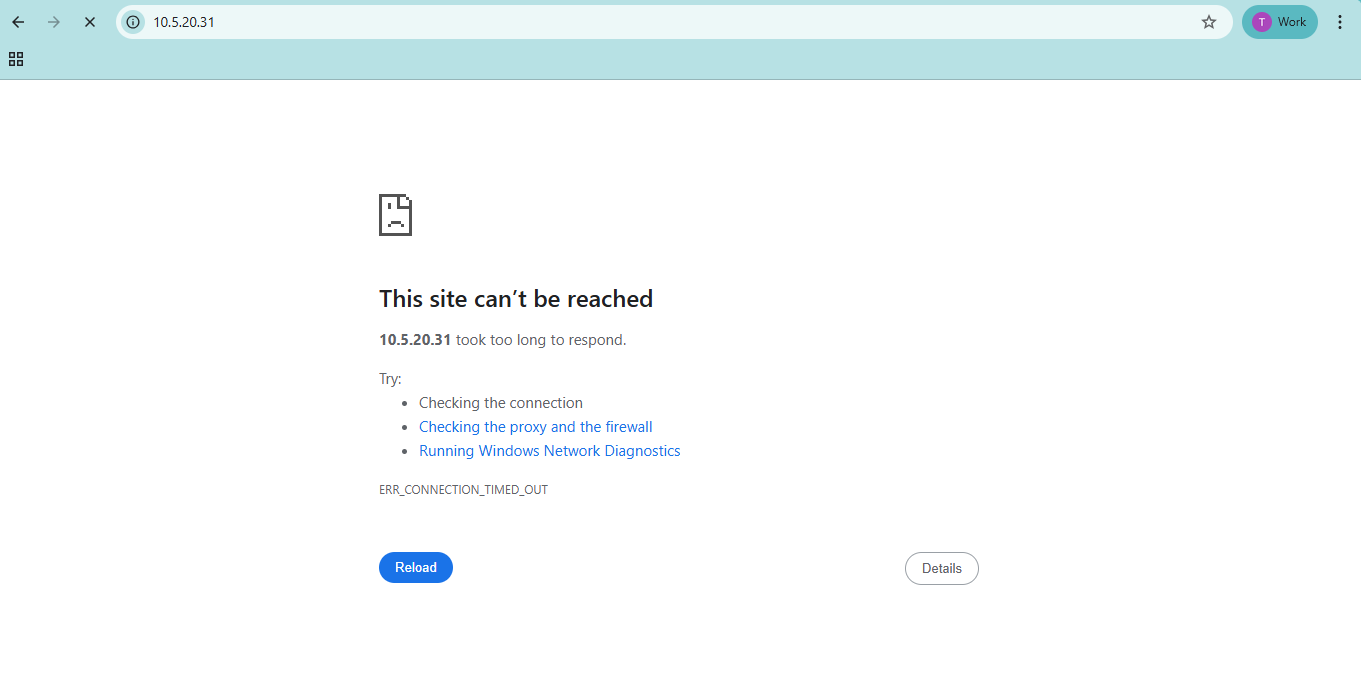 10.5.20.31
T Work
This site can’t be reached
10.5.20.31 took too long to respond.
Try:
• Checking the connection
• Checking the proxy and the firewall
• Running Windows Network Diagnostics
ERR_CONNECTION_TIMED_OUT
Reload
Details